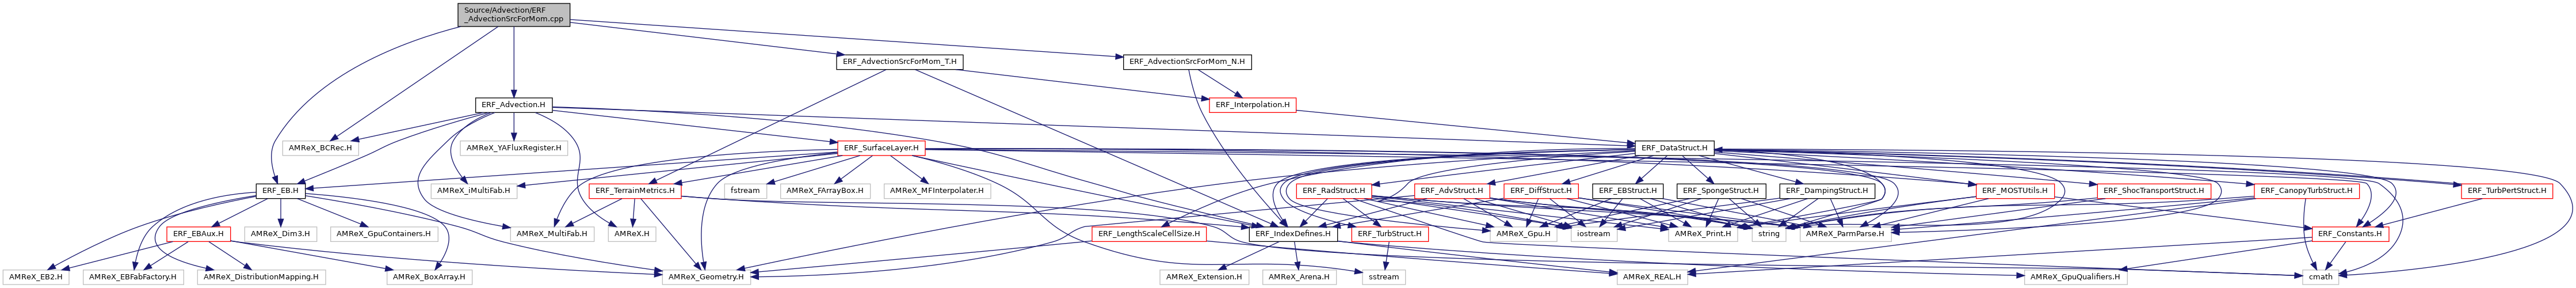 Source/Advection/ERF
_AdvectionSrcForMom.cpp
ERF_AdvectionSrcForMom_T.H
ERF_AdvectionSrcForMom_N.H
ERF_Advection.H
ERF_Interpolation.H
AMReX_BCRec.H
AMReX_YAFluxRegister.H
ERF_SurfaceLayer.H
ERF_DataStruct.H
ERF_EB.H
AMReX_iMultiFab.H
ERF_TerrainMetrics.H
fstream
AMReX_FArrayBox.H
AMReX_MFInterpolater.H
ERF_RadStruct.H
ERF_AdvStruct.H
ERF_DiffStruct.H
ERF_EBStruct.H
ERF_SpongeStruct.H
ERF_DampingStruct.H
ERF_MOSTUtils.H
ERF_ShocTransportStruct.H
ERF_CanopyTurbStruct.H
ERF_TurbPertStruct.H
ERF_EBAux.H
AMReX_Dim3.H
AMReX_GpuContainers.H
AMReX_MultiFab.H
AMReX.H
ERF_LengthScaleCellSize.H
ERF_IndexDefines.H
ERF_TurbStruct.H
AMReX_Gpu.H
iostream
AMReX_Print.H
string
AMReX_ParmParse.H
ERF_Constants.H
AMReX_EB2.H
AMReX_EBFabFactory.H
AMReX_DistributionMapping.H
AMReX_BoxArray.H
AMReX_Geometry.H
AMReX_Extension.H
AMReX_Arena.H
sstream
AMReX_REAL.H
AMReX_GpuQualifiers.H
cmath